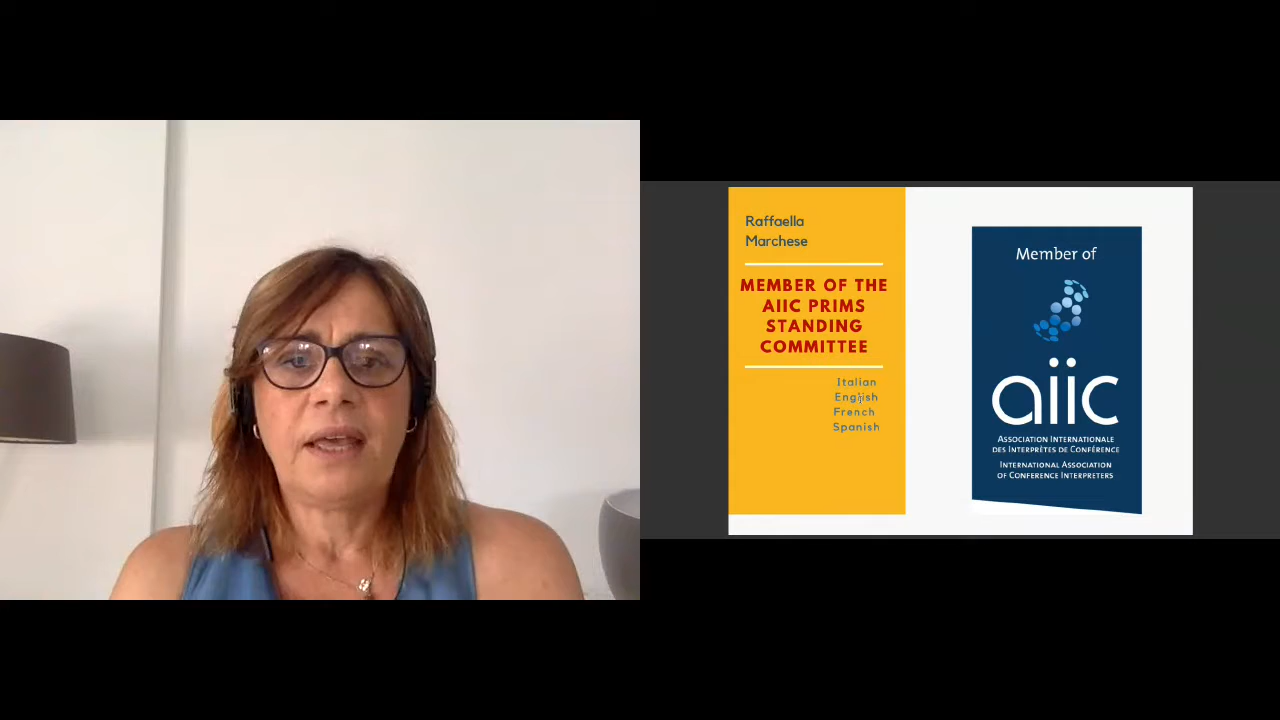 Raffaella
Marchese
MEMBER OF THE
AIIC PRIMS
STANDING
COMMITTEE
Italian
English
French
Spanish
Member of
aiic
ASSOCIATION INTERNATIONALE
DES INTERPRÈTES DE CONFÉRENCE
INTERNATIONAL ASSOCIATION
OF CONFERENCE INTERPRETERS